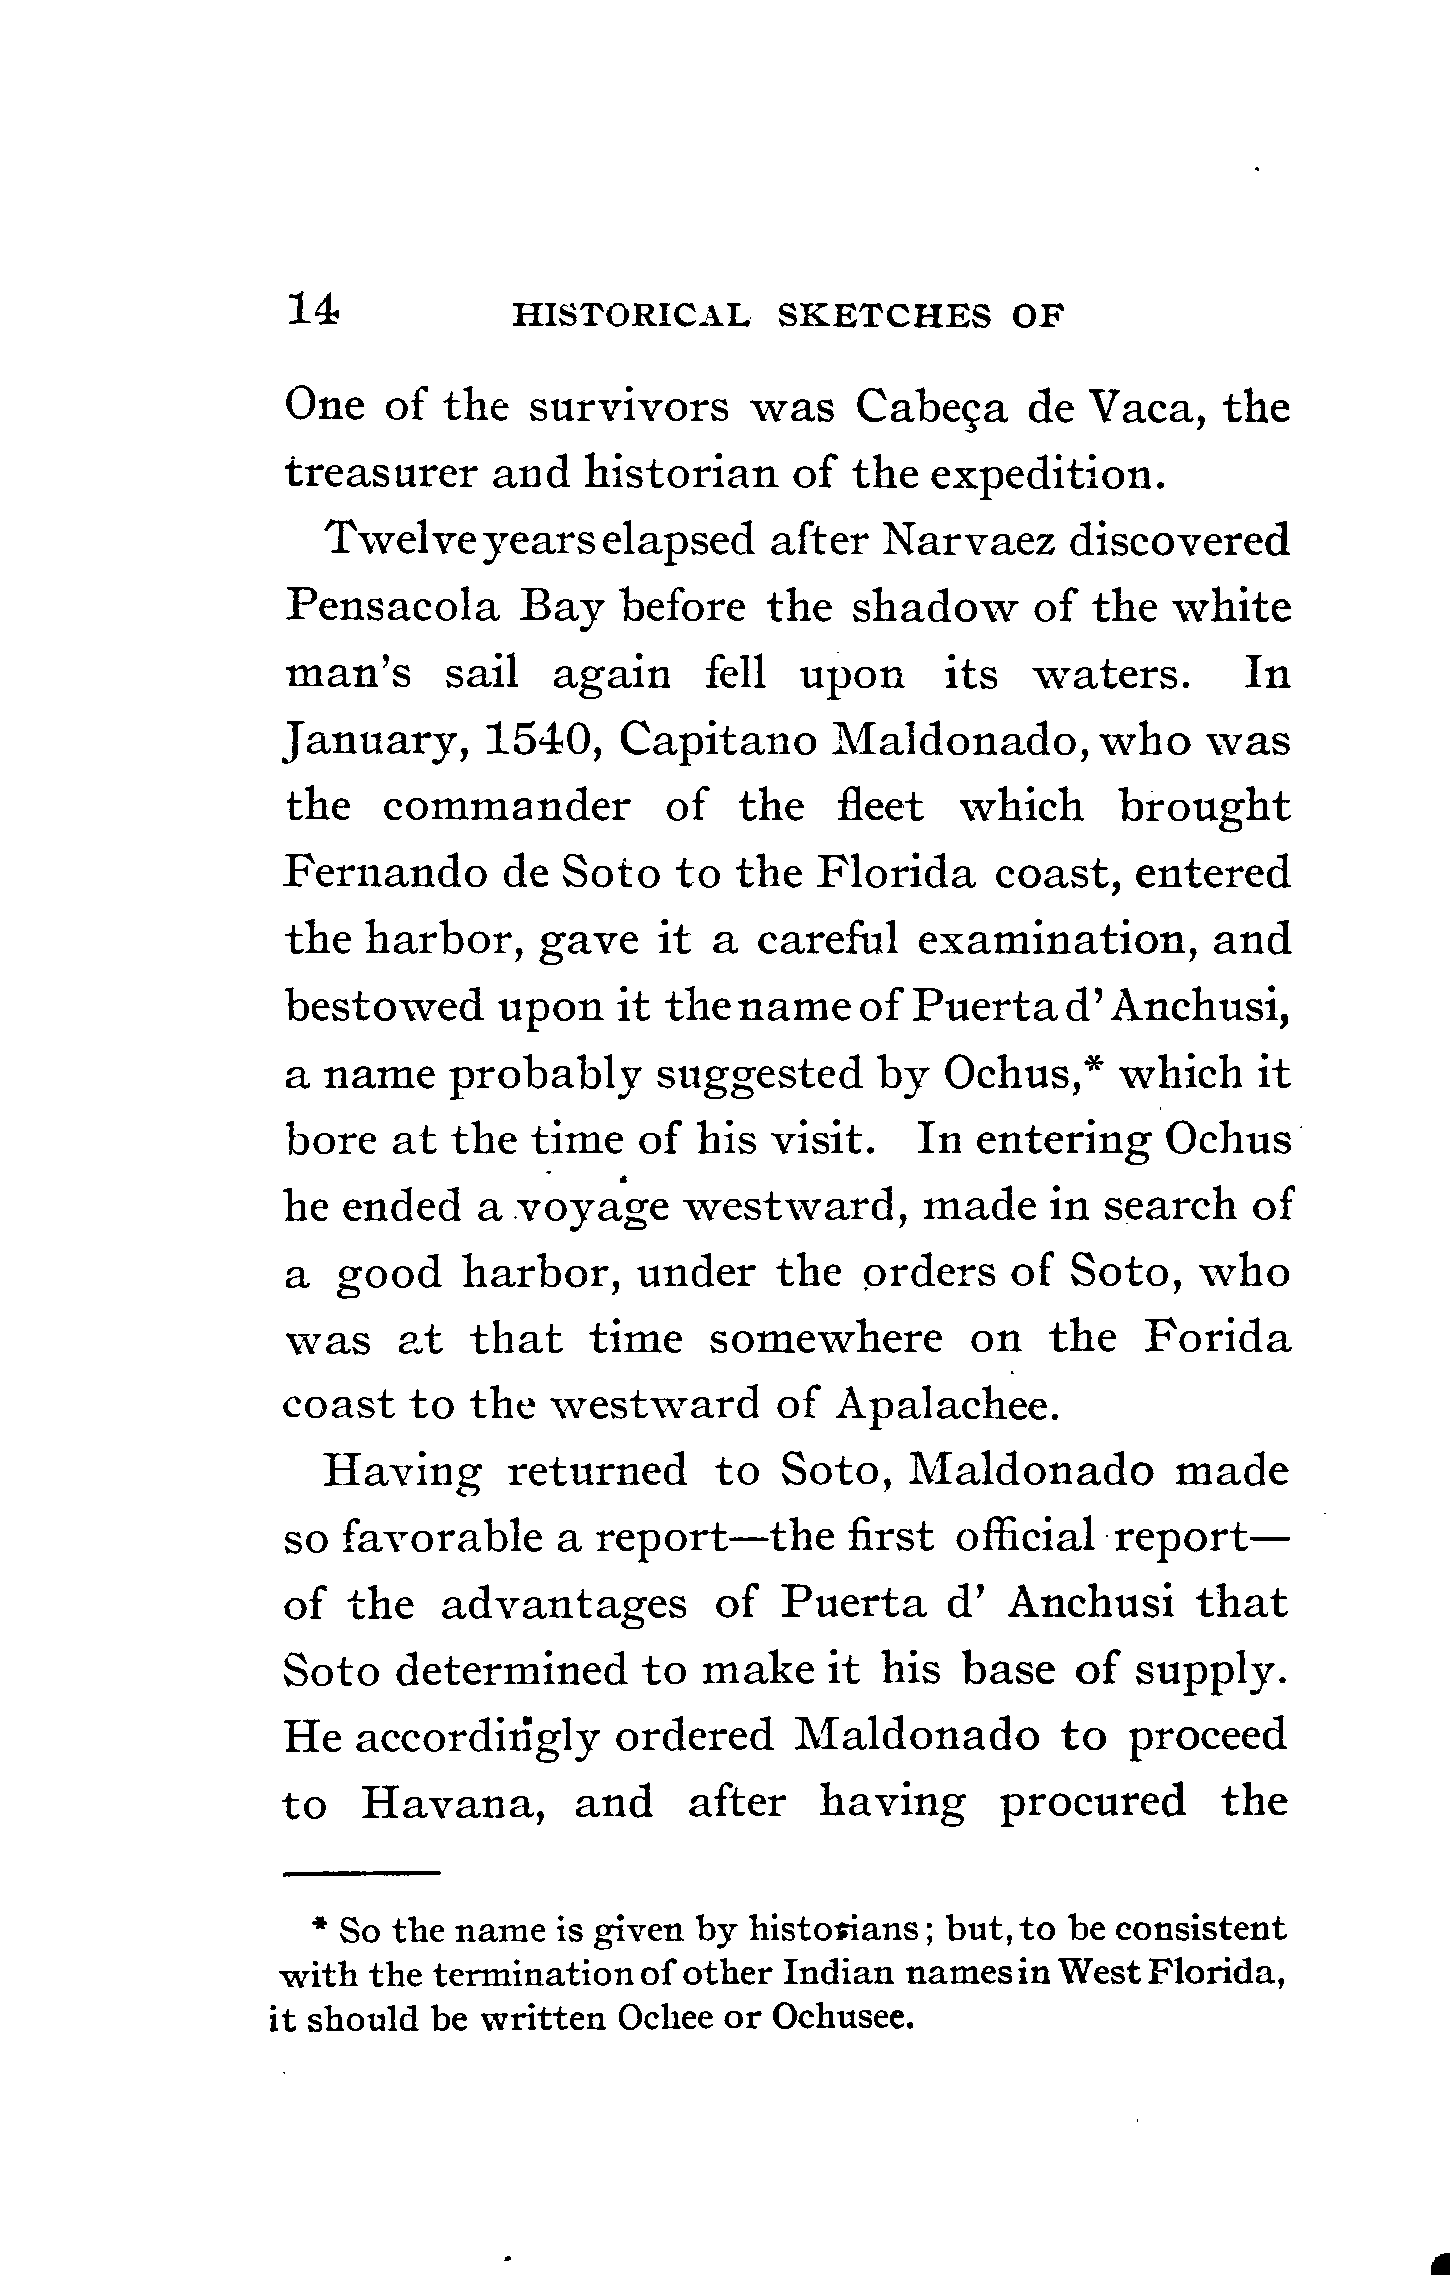 14 HISTORICAL SKETCHES OF
One of the survivors was Cabeça de Vaca, the
treasurer and historian of the expedition.
Twelve years elapsed after Narvaez discovered
Pensacola Bay before the shadow of the white
man's sail again fell upon its waters. In
January, 1540, Capitano Maldonado, who was
the commander of the fleet which brought
Fernando de Soto to the Florida coast, entered
the harbor, gave it a careful examination, and
bestowed upon it the name of Puerta d' Anchusi,
a name probably suggested by Ochus,* which it
bore at the time of his visit. In entering Ochus
he ended a voyage westward, made in search of
a good harbor, under the orders of Soto, who
was at that time somewhere on the Forida
coast to the westward of Apalachee.
Having returned to Soto, Maldonado made
so favorable a report—the first official report—
of the advantages of Puerta d' Anchusi that
Soto determined to make it his base of supply.
He accordingly ordered Maldonado to proceed
to Havana, and after having procured the
* So the name is given by historians; but, to be consistent
with the termination of other Indian names in West Florida,
it should be written Ochee or Ochusee.